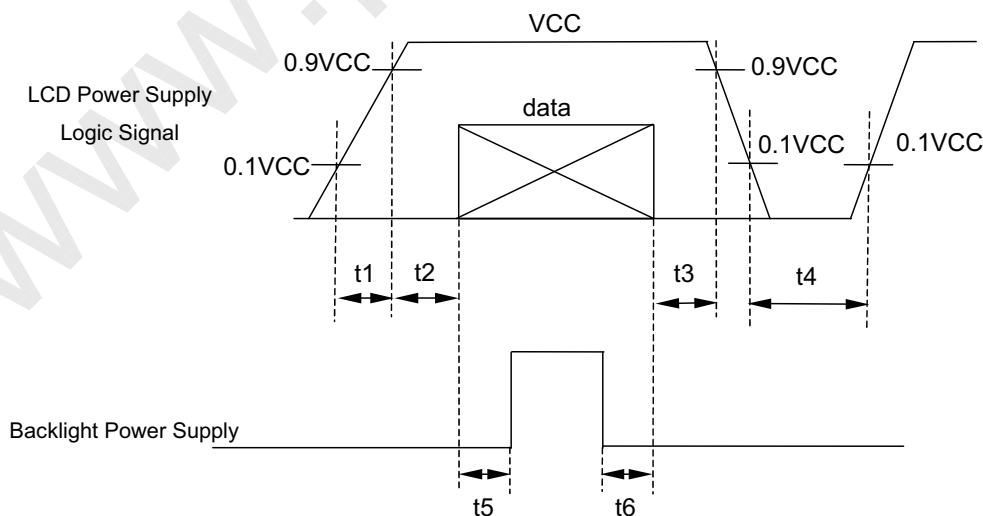 VCC
0.9VCC
0.9VCC
LCD Power Supply
Logic Signal
data
0.1VCC
0.1VCC
0.1VCC
t1
t2
t3
t4
Backlight Power Supply
t5
t6